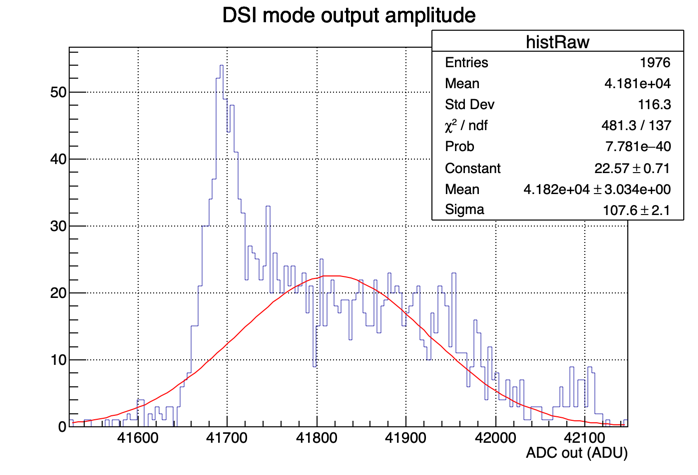 DSI mode output amplitude
histRaw
Entries 1976
Mean 4.181e+04
Std Dev 116.3
χ² / ndf 481.3 / 137
Prob 7.781e−40
Constant 22.57 ± 0.71
Mean 4.182e+04 ± 3.034e+00
Sigma 107.6 ± 2.1
50
40
30
20
10
0
41600 41700 41800 41900 42000 42100
ADC out (ADU)